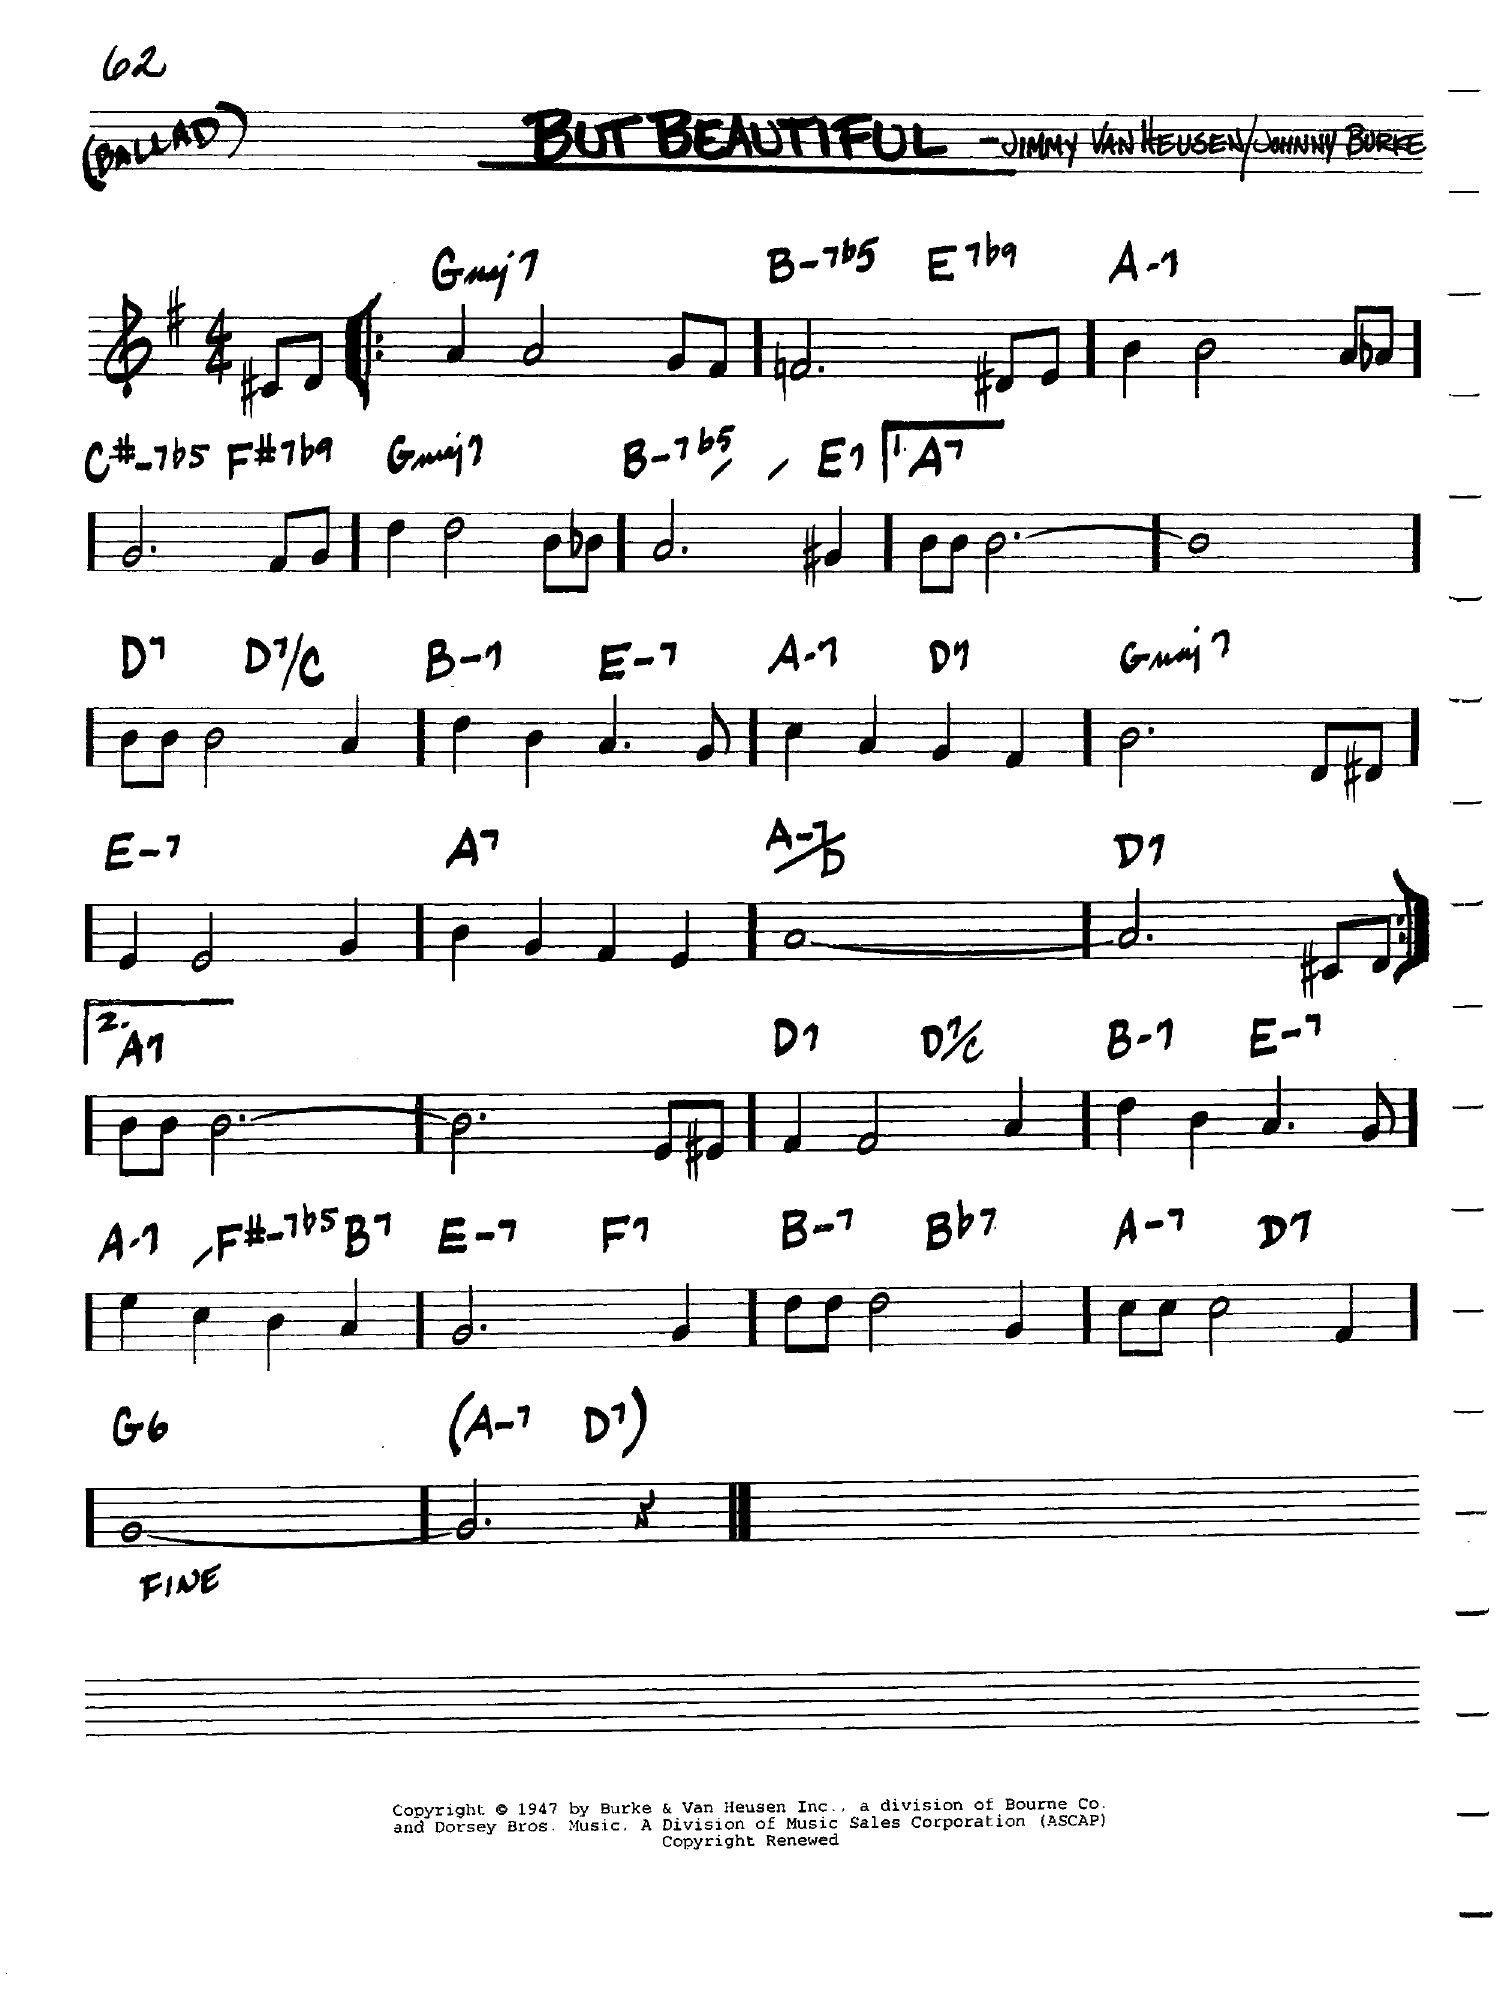 62
(BALLAD) BUT BEAUTIFUL - JIMMY VAN HEUSEN/JOHNNY BURKE
Gmaj7 B-7b5 E7b9 A-7
4/4
C#-7b5 F#7b9 Gmaj7 B-7b5 / / E7 1. A7
D7 D7/C B-7 E-7 A-7 D7 Gmaj7
E-7 A7 A-7/D D7
2. A7 D7 D7/C B-7 E-7
A-7 / F#-7b5 B7 E-7 F7 B-7 Bb7 A-7 D7
G6 (A-7 D7)
FINE
Copyright © 1947 by Burke & Van Heusen Inc., a division of Bourne Co.
and Dorsey Bros. Music, A Division of Music Sales Corporation (ASCAP)
Copyright Renewed